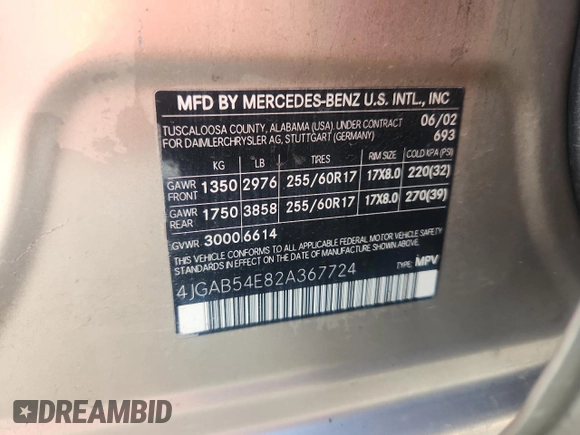 MFD BY MERCEDES-BENZ U.S. INTL., INC
TUSCALOOSA COUNTY, ALABAMA (USA), UNDER CONTRACT 06/02
FOR DAIMLERCHRYSLER AG, STUTTGART (GERMANY) 693
KG LB TIRES RIM SIZE COLD KPA (PSI)
GAWR FRONT 1350 2976 255/60R17 17X8.0 220(32)
GAWR REAR 1750 3858 255/60R17 17X8.0 270(39)
GVWR 3000 6614
THIS VEHICLE CONFORMS TO ALL APPLICABLE FEDERAL MOTOR VEHICLE SAFETY
STANDARDS IN EFFECT ON THE DATE OF MANUFACTURE SHOWN ABOVE.
4JGAB54E82A367724 TYPE: MPV
DREAMBID